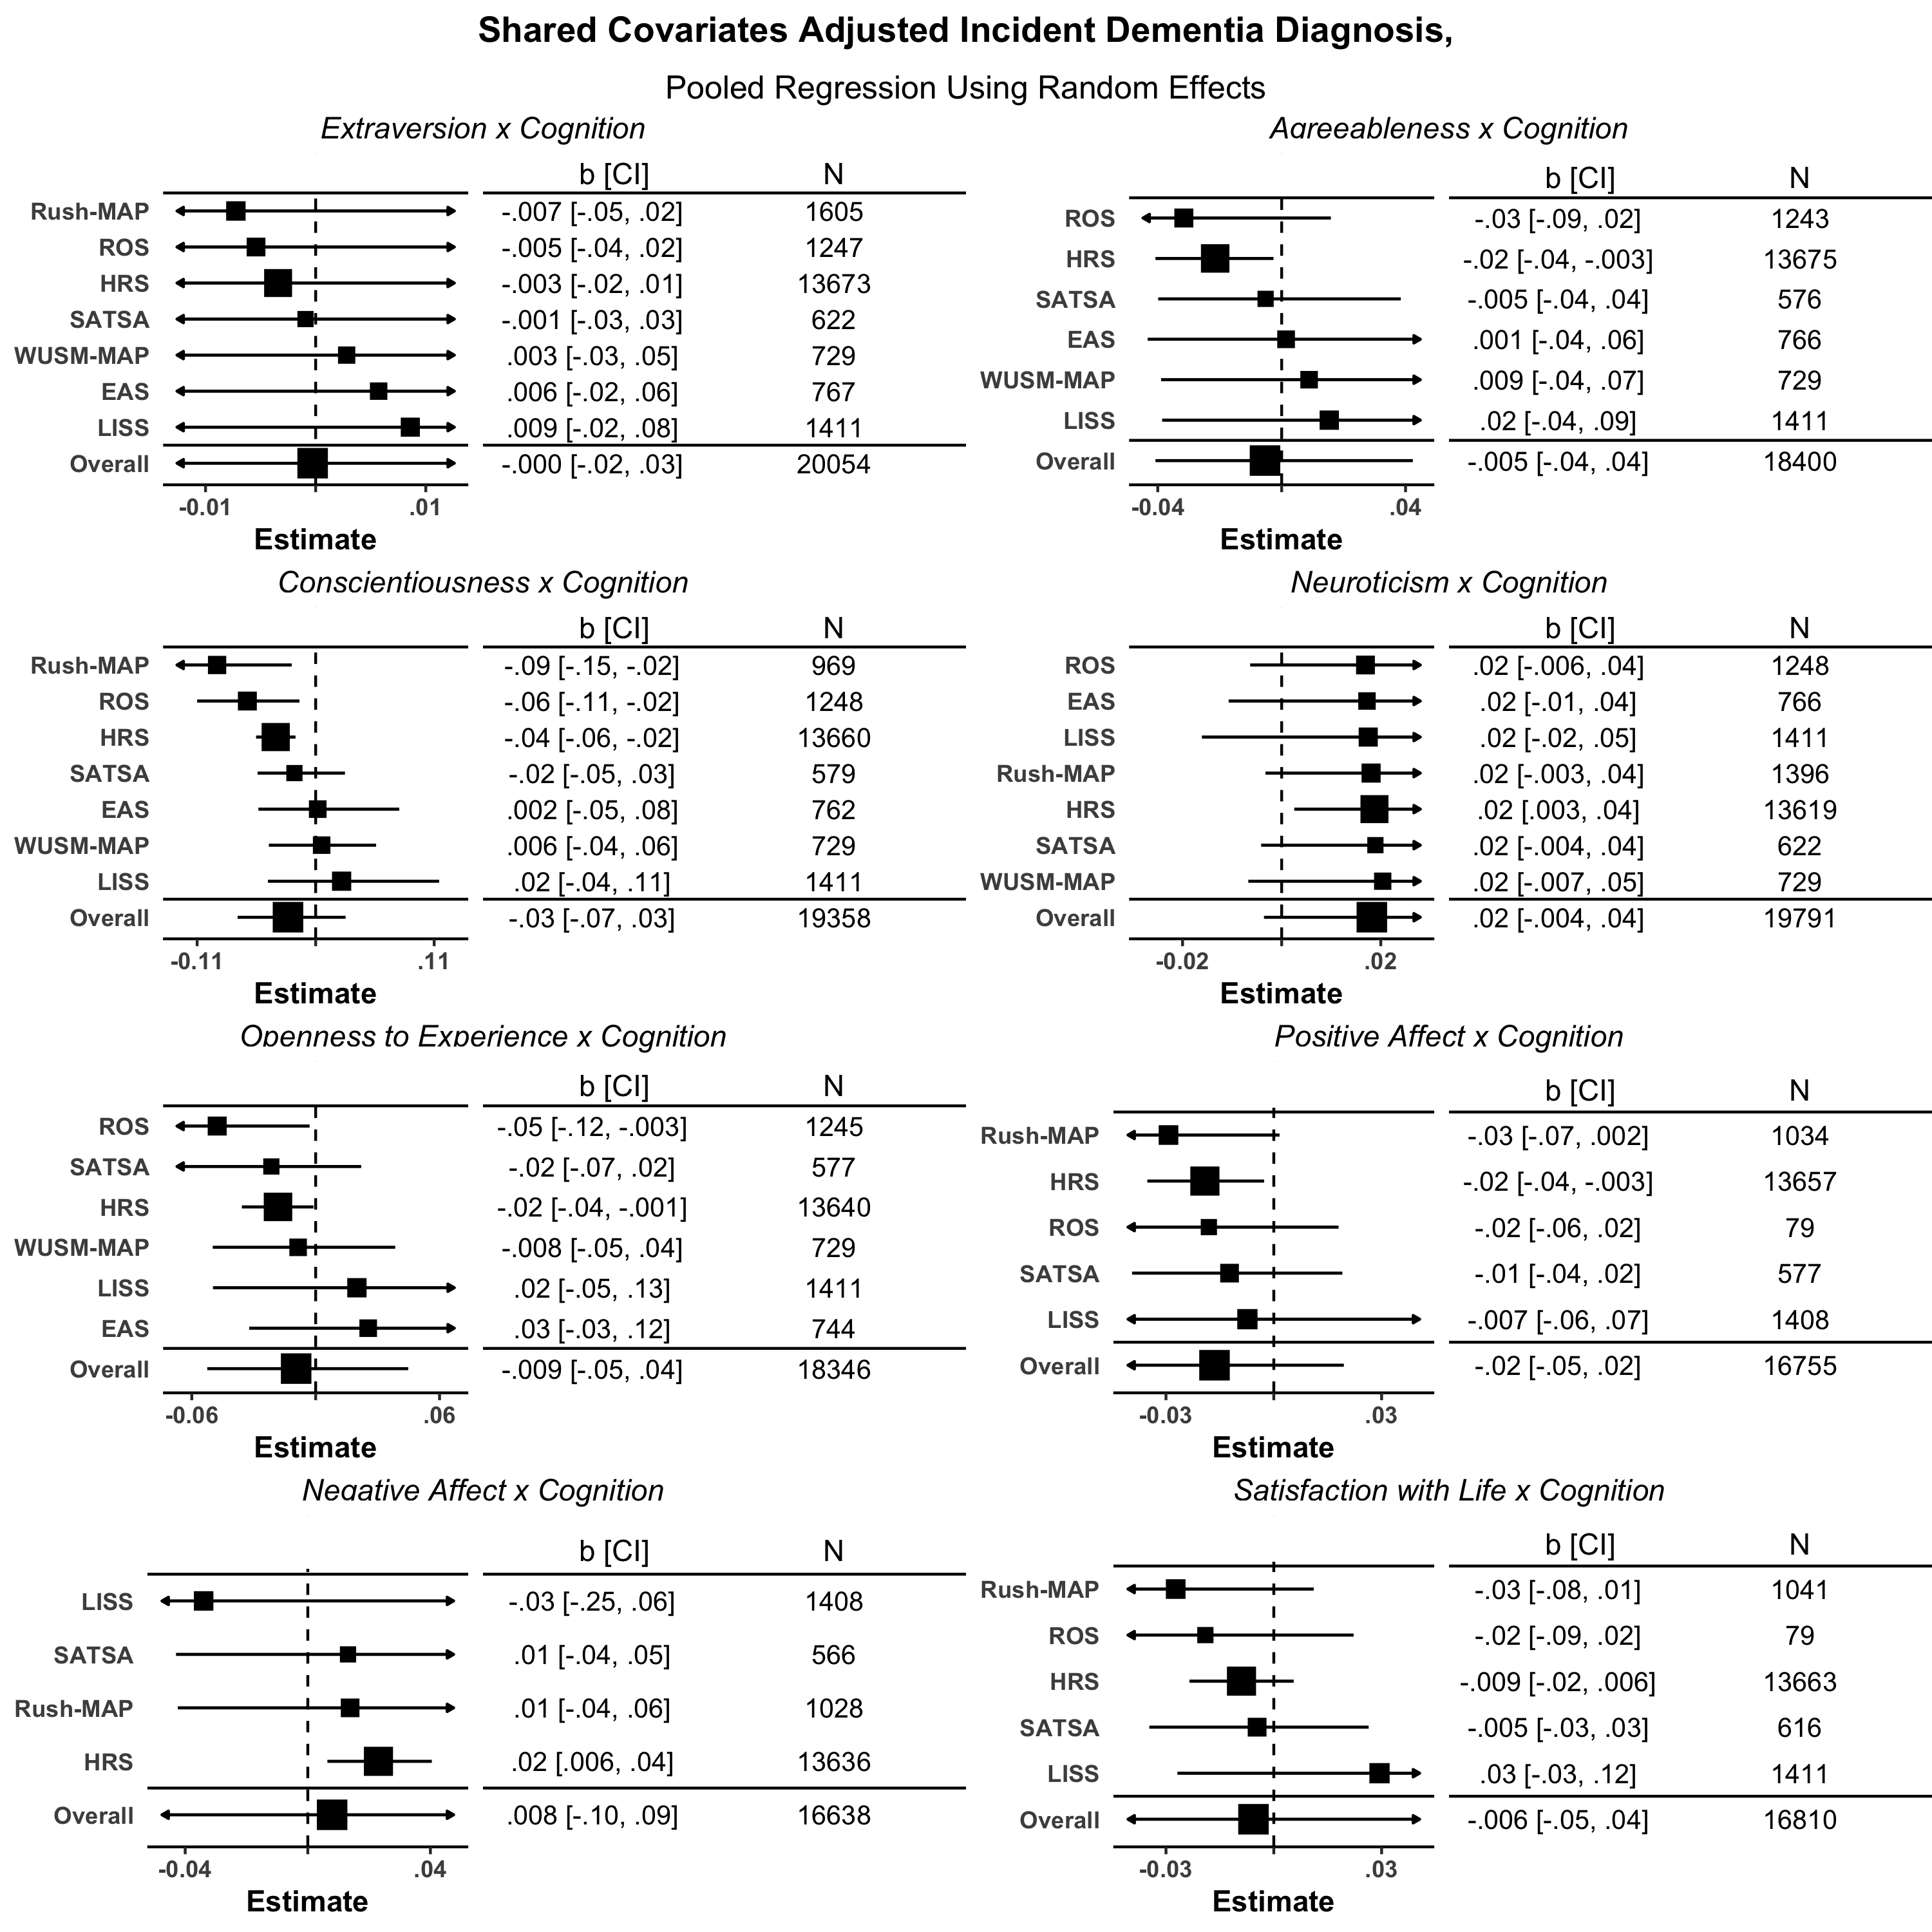 Shared Covariates Adjusted Incident Dementia Diagnosis,
Pooled Regression Using Random Effects
Extraversion x Cognition
b [CI] N
Rush-MAP -.007 [-.05, .02] 1605
ROS -.005 [-.04, .02] 1247
HRS -.003 [-.02, .01] 13673
SATSA -.001 [-.03, .03] 622
WUSM-MAP .003 [-.03, .05] 729
EAS .006 [-.02, .06] 767
LISS .009 [-.02, .08] 1411
Overall -.000 [-.02, .03] 20054
-0.01 .01
Estimate
Agreeableness x Cognition
b [CI] N
ROS -.03 [-.09, .02] 1243
HRS -.02 [-.04, -.003] 13675
SATSA -.005 [-.04, .04] 576
EAS .001 [-.04, .06] 766
WUSM-MAP .009 [-.04, .07] 729
LISS .02 [-.04, .09] 1411
Overall -.005 [-.04, .04] 18400
-0.04 .04
Estimate
Conscientiousness x Cognition
b [CI] N
Rush-MAP -.09 [-.15, -.02] 969
ROS -.06 [-.11, -.02] 1248
HRS -.04 [-.06, -.02] 13660
SATSA -.02 [-.05, .03] 579
EAS .002 [-.05, .08] 762
WUSM-MAP .006 [-.04, .06] 729
LISS .02 [-.04, .11] 1411
Overall -.03 [-.07, .03] 19358
-0.11 .11
Estimate
Neuroticism x Cognition
b [CI] N
ROS .02 [-.006, .04] 1248
EAS .02 [-.01, .04] 766
LISS .02 [-.02, .05] 1411
Rush-MAP .02 [-.003, .04] 1396
HRS .02 [.003, .04] 13619
SATSA .02 [-.004, .04] 622
WUSM-MAP .02 [-.007, .05] 729
Overall .02 [-.004, .04] 19791
-0.02 .02
Estimate
Openness to Experience x Cognition
b [CI] N
ROS -.05 [-.12, -.003] 1245
SATSA -.02 [-.07, .02] 577
HRS -.02 [-.04, -.001] 13640
WUSM-MAP -.008 [-.05, .04] 729
LISS .02 [-.05, .13] 1411
EAS .03 [-.03, .12] 744
Overall -.009 [-.05, .04] 18346
-0.06 .06
Estimate
Positive Affect x Cognition
b [CI] N
Rush-MAP -.03 [-.07, .002] 1034
HRS -.02 [-.04, -.003] 13657
ROS -.02 [-.06, .02] 79
SATSA -.01 [-.04, .02] 577
LISS -.007 [-.06, .07] 1408
Overall -.02 [-.05, .02] 16755
-0.03 .03
Estimate
Negative Affect x Cognition
b [CI] N
LISS -.03 [-.25, .06] 1408
SATSA .01 [-.04, .05] 566
Rush-MAP .01 [-.04, .06] 1028
HRS .02 [.006, .04] 13636
Overall .008 [-.10, .09] 16638
-0.04 .04
Estimate
Satisfaction with Life x Cognition
b [CI] N
Rush-MAP -.03 [-.08, .01] 1041
ROS -.02 [-.09, .02] 79
HRS -.009 [-.02, .006] 13663
SATSA -.005 [-.03, .03] 616
LISS .03 [-.03, .12] 1411
Overall -.006 [-.05, .04] 16810
-0.03 .03
Estimate